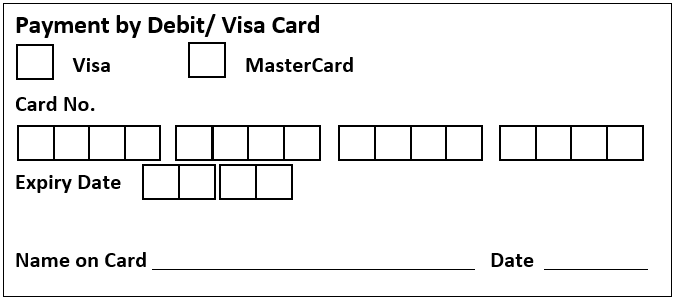 Payment by Debit/ Visa Card
Visa MasterCard
Card No.
Expiry Date
Name on Card Date